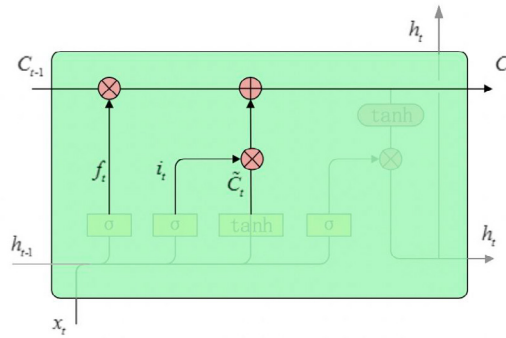 h_t
C_{t-1}
C
tanh
f_t
i_t
C̃_t
σ
σ
tanh
σ
h_{t-1}
h_t
x_t